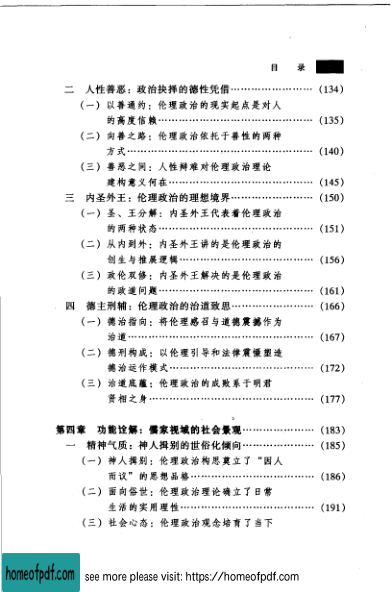 目 录
二 人性善恶：政治抉择的德性凭借……………………(134)
(一) 以善通约：伦理政治的现实起点是对人
的高度信赖……………………(135)
(二) 向善之路：伦理政治依托于善性的两种
方式……………………(140)
(三) 善恶之间：人性辩难对伦理政治理论
建构意义何在……………………(145)
三 内圣外王：伦理政治的理想境界……………………(150)
(一) 圣、王分解：内圣外王代表着伦理政治
的两种状态……………………(151)
(二) 从内到外：内圣外王讲的是伦理政治的
创生与推展逻辑……………………(156)
(三) 政伦双修：内圣外王解决的是伦理政治
的政道问题……………………(161)
四 德主刑辅：伦理政治的治道致思……………………(166)
(一) 德治指向：将伦理感召与道德震撼作为
治道……………………(167)
(二) 德刑构成：以伦理引导和法律震慑塑造
德治运作模式……………………(172)
(三) 治道底蕴：伦理政治的成败系于明君
贤相之身……………………(177)
第四章 功能诠解：儒家视域的社会景观……………………(183)
一 精神气质：神人揖别的世俗化倾向……………………(185)
(一) 神人揖别：伦理政治构思奠立了“因人
而议”的思想品格……………………(186)
(二) 面向俗世：伦理政治理论确立了日常
生活的实用理性……………………(191)
(三) 社会心态：伦理政治观念培育了当下
homeofpdf.com
see more please visit: https://homeofpdf.com